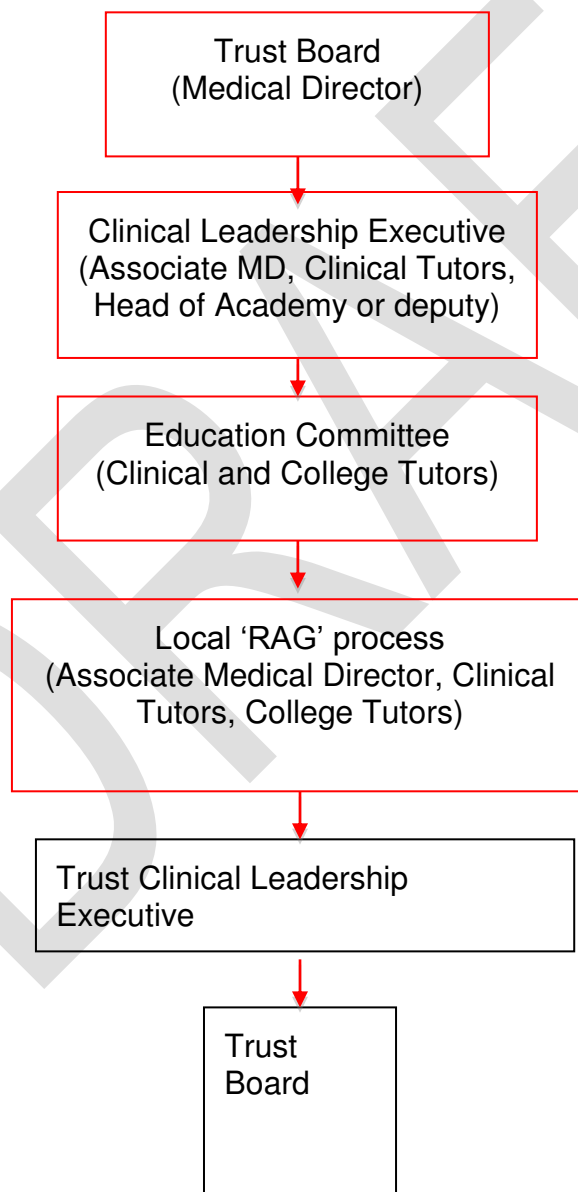 Trust Board
(Medical Director)
Clinical Leadership Executive
(Associate MD, Clinical Tutors,
Head of Academy or deputy)
Education Committee
(Clinical and College Tutors)
Local ‘RAG’ process
(Associate Medical Director, Clinical
Tutors, College Tutors)
Trust Clinical Leadership
Executive
Trust
Board
DRAF